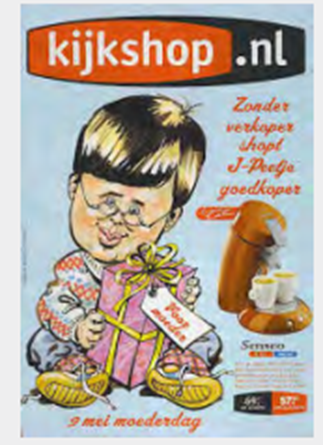 kijkshop.nl
Zonder
verkoper
shopt
J-Peetje
goedkoper
Voor
moeder
Senseo
9 mei moederdag